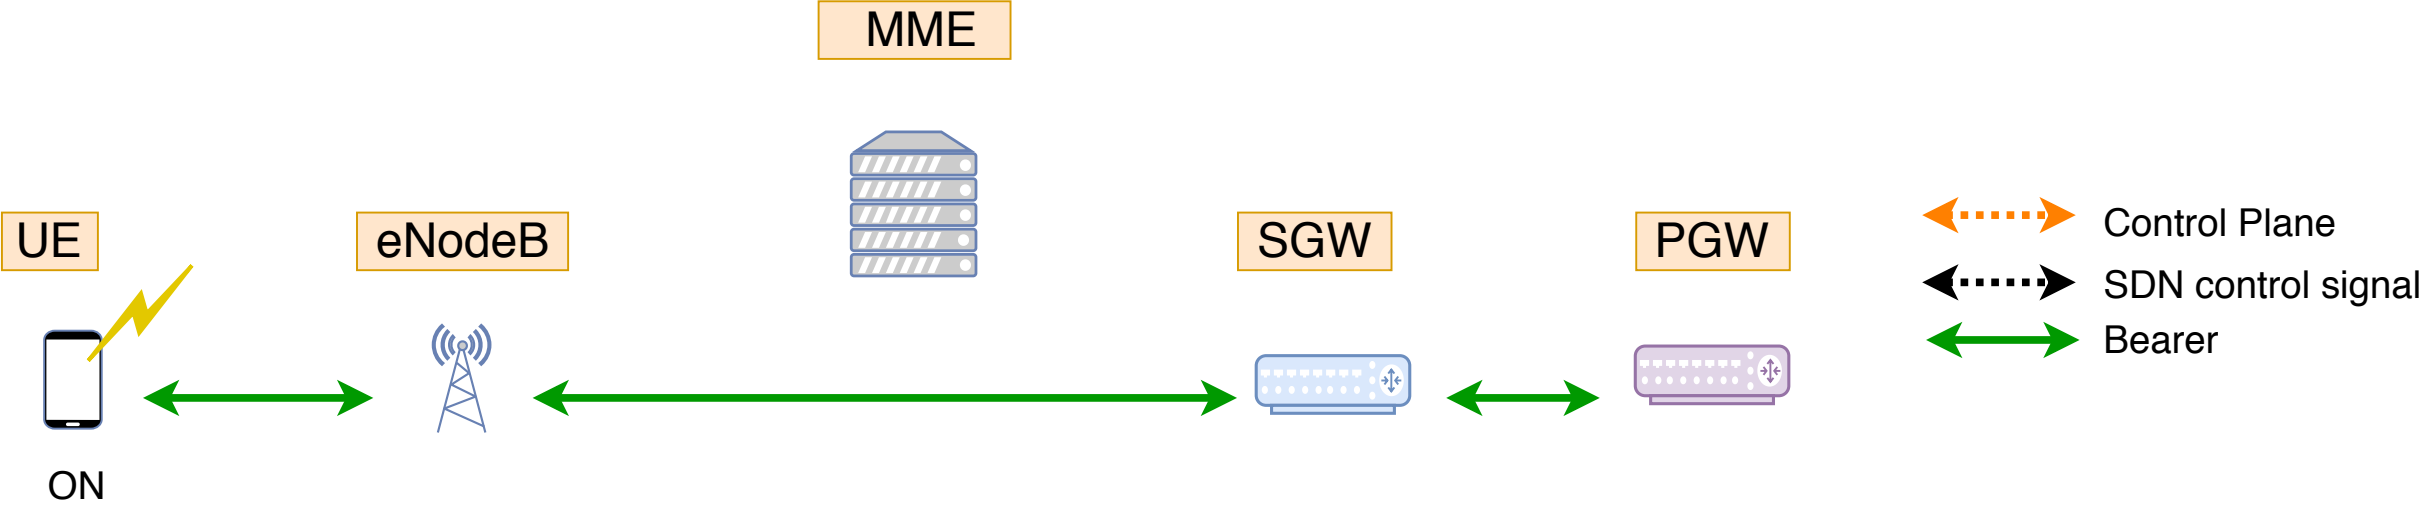 MME
UE
eNodeB
SGW
PGW
Control Plane
SDN control signal
Bearer
ON